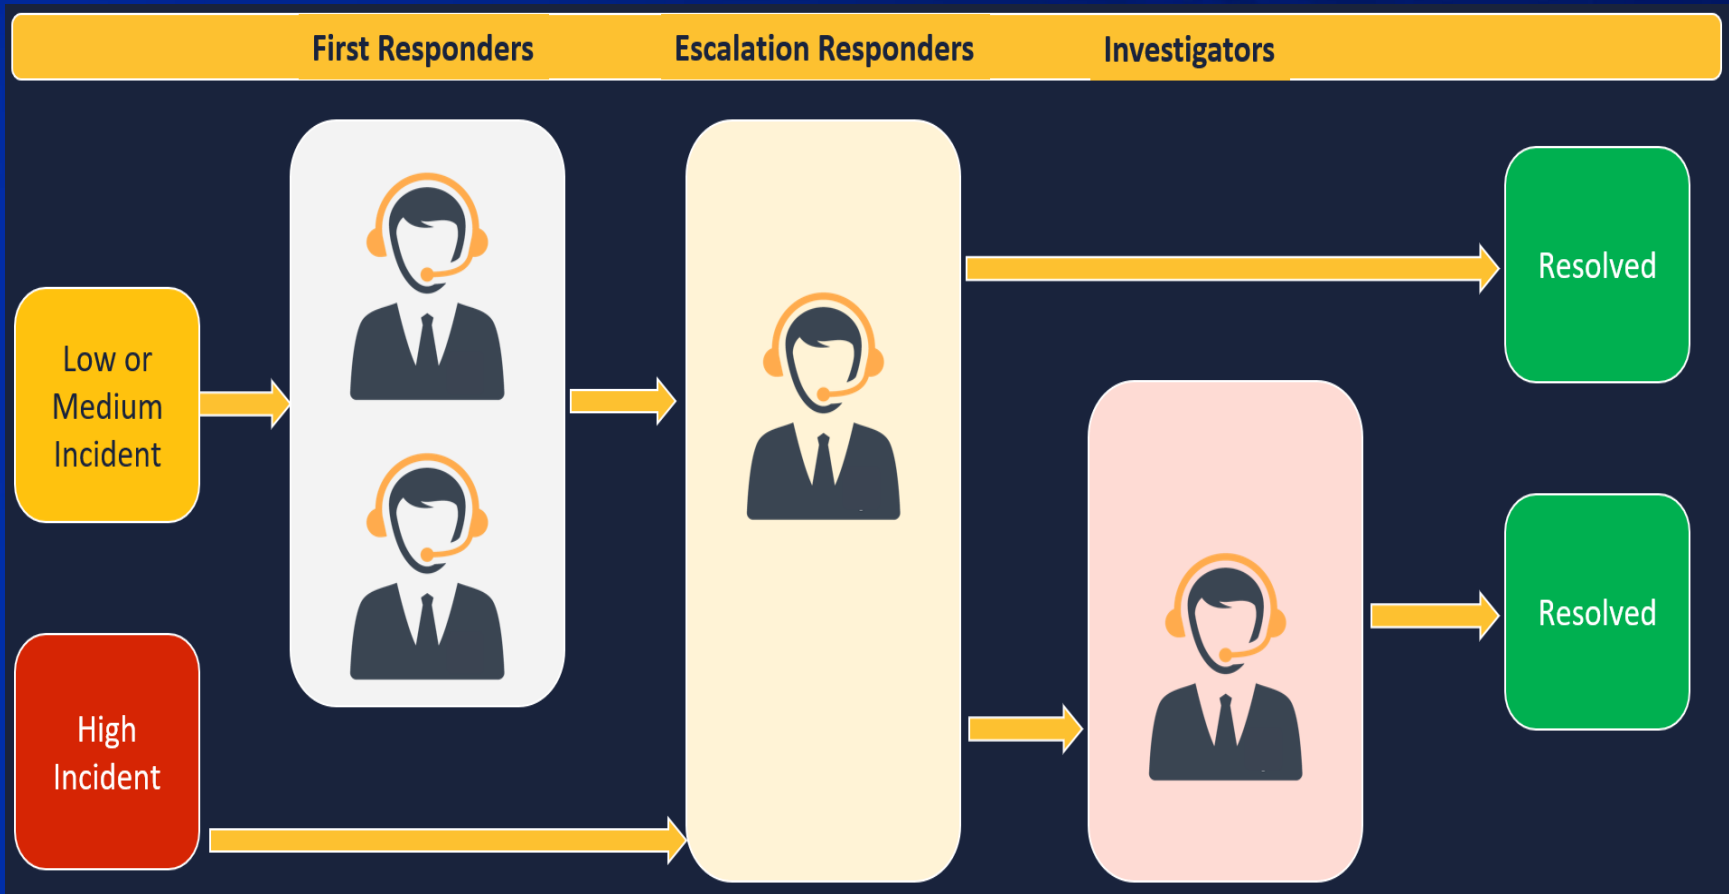 First Responders
Escalation Responders
Investigators
Low or
Medium
Incident
High
Incident
Resolved
Resolved